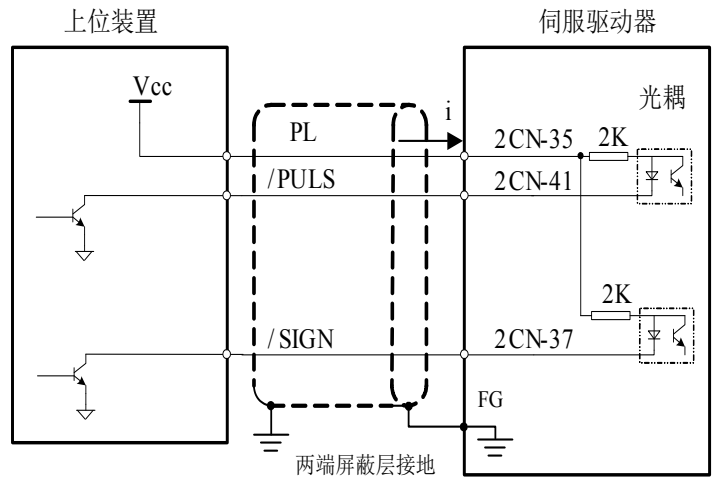 上位装置
伺服驱动器
Vcc
光耦
i
PL
2CN-35
2K
/PULS
2CN-41
2K
/SIGN
2CN-37
FG
两端屏蔽层接地